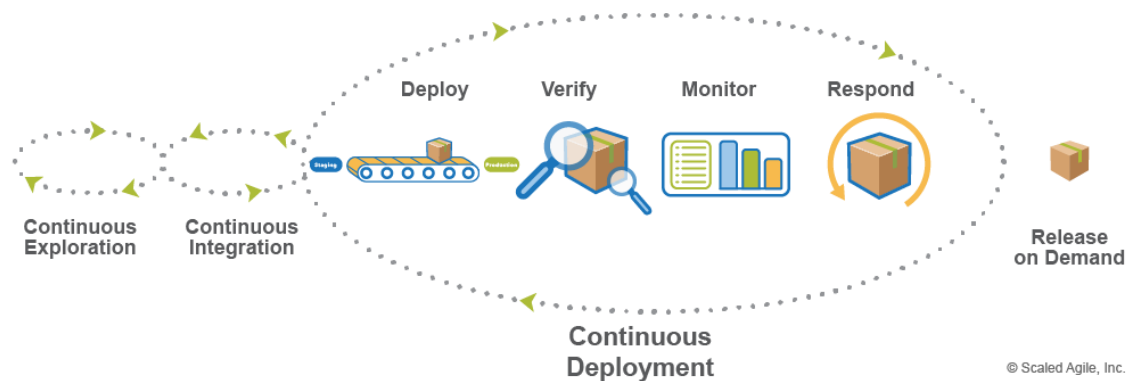 Deploy
Verify
Monitor
Respond
Staging
Production
Continuous
Exploration
Continuous
Integration
Release
on Demand
Continuous
Deployment
© Scaled Agile, Inc.